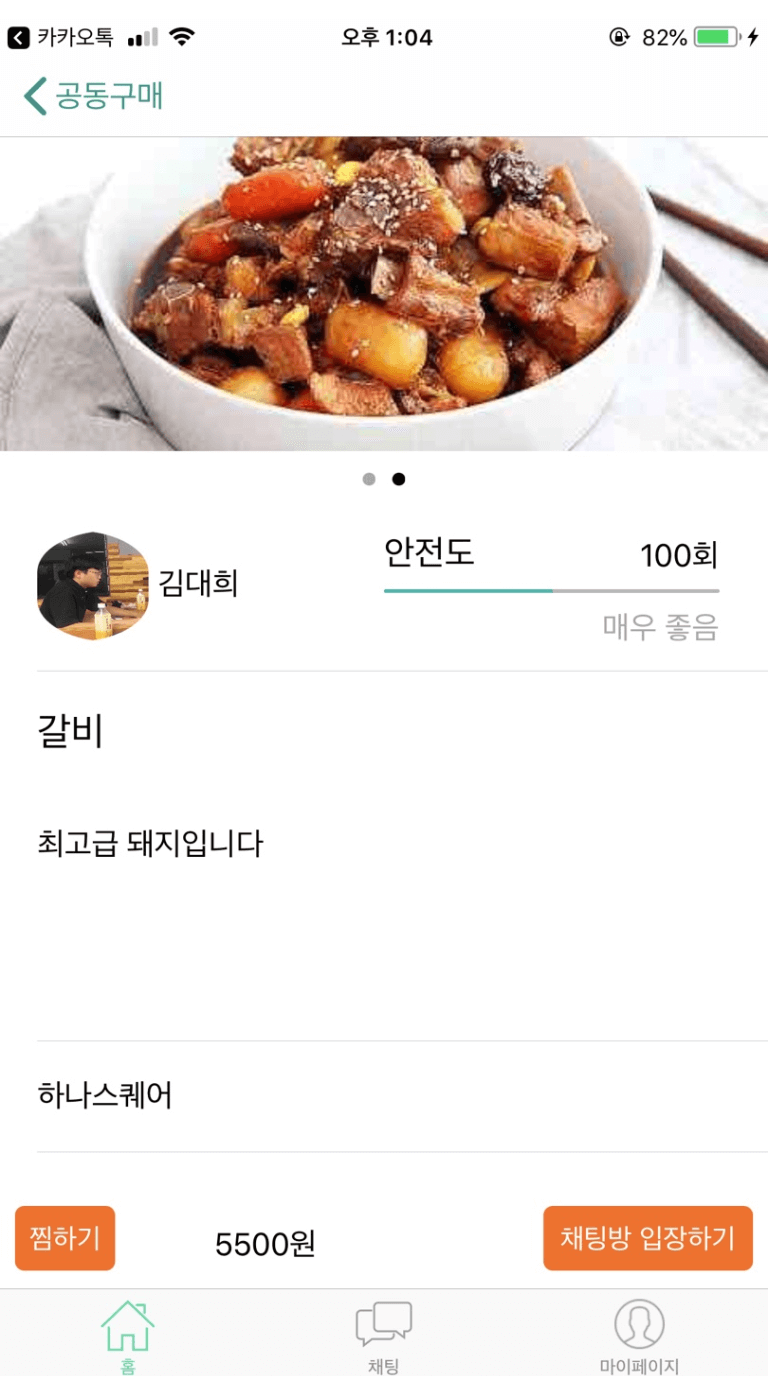 카카오톡 오후 1:04 82%
공동구매
안전도 100회
김대희
매우 좋음
갈비
최고급 돼지입니다
하나스퀘어
찜하기 5500원 채팅방 입장하기
홈 채팅 마이페이지